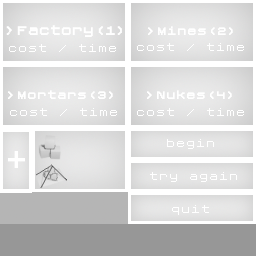 >Factory(1)
cost / time
>Mines(2)
cost / time
>Mortars(3)
cost / time
>Nukes(4)
cost / time
+
begin
try again
quit